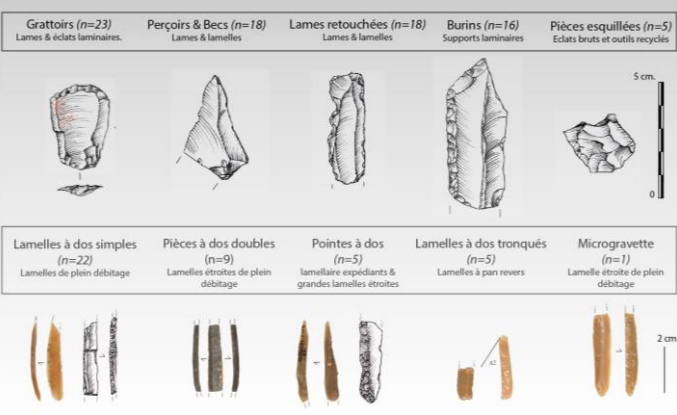 Grattoirs (n=23)
Lames & éclats laminaires.
Perçoirs & Becs (n=18)
Lames & lamelles
Lames retouchées (n=18)
Lames & lamelles
Burins (n=16)
Supports laminaires
Pièces esquillées (n=5)
Eclats bruts et outils recyclés
5 cm.
0
Lamelles à dos simples
(n=22)
Lamelles de plein débitage
Pièces à dos doubles
(n=9)
Lamelles étroites de plein
débitage
Pointes à dos
(n=5)
lamellaire expédiants &
grandes lamelles étroites
Lamelles à dos tronqués
(n=5)
Lamelles à pan revers
Microgravette
(n=1)
Lamelle étroite de plein
débitage
2 cm